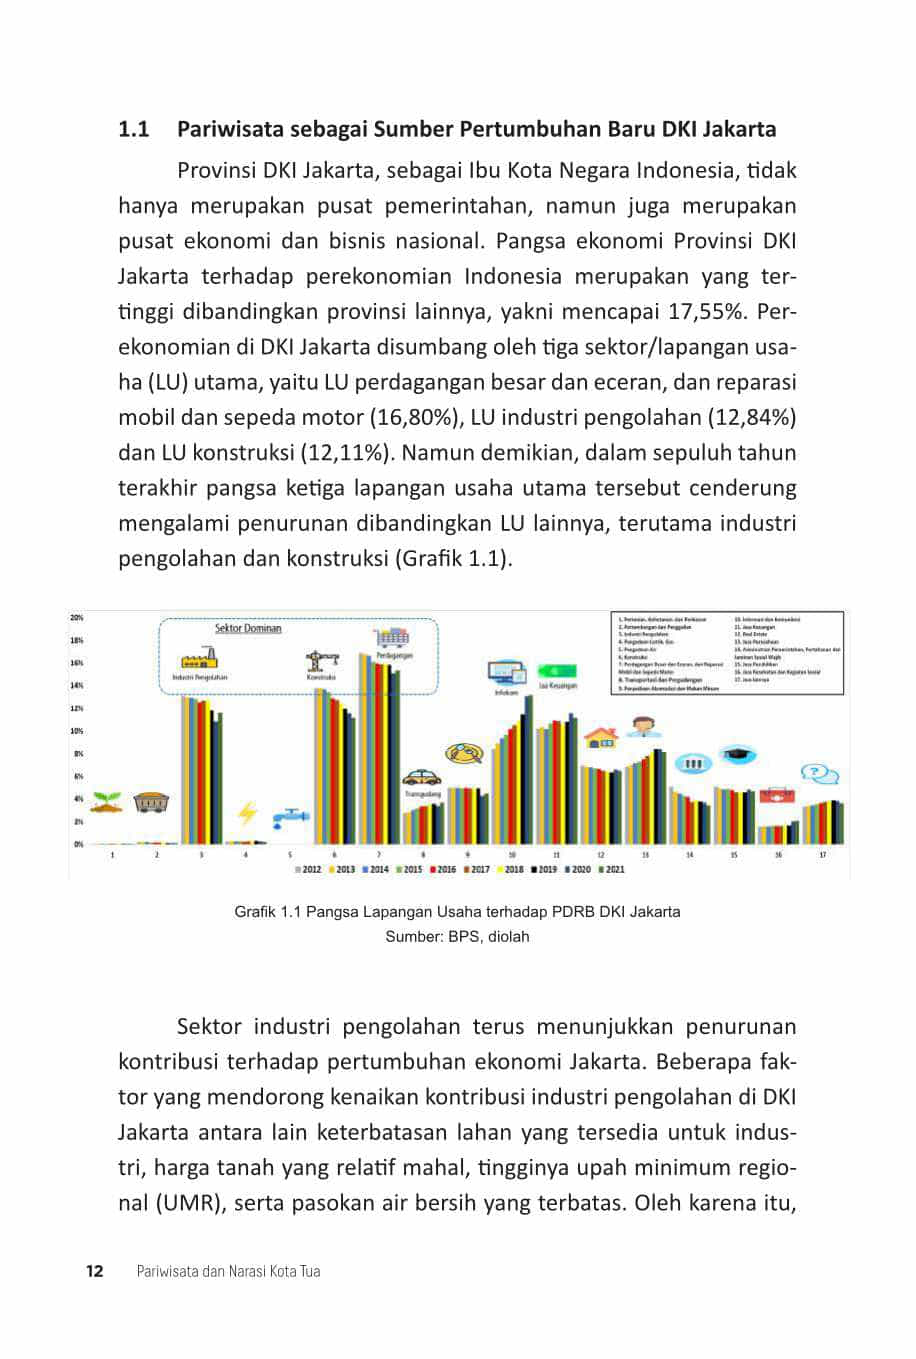 1.1 Pariwisata sebagai Sumber Pertumbuhan Baru DKI Jakarta
Provinsi DKI Jakarta, sebagai Ibu Kota Negara Indonesia, tidak
hanya merupakan pusat pemerintahan, namun juga merupakan
pusat ekonomi dan bisnis nasional. Pangsa ekonomi Provinsi DKI
Jakarta terhadap perekonomian Indonesia merupakan yang ter-
tinggi dibandingkan provinsi lainnya, yakni mencapai 17,55%. Per-
ekonomian di DKI Jakarta disumbang oleh tiga sektor/lapangan usa-
ha (LU) utama, yaitu LU perdagangan besar dan eceran, dan reparasi
mobil dan sepeda motor (16,80%), LU industri pengolahan (12,84%)
dan LU konstruksi (12,11%). Namun demikian, dalam sepuluh tahun
terakhir pangsa ketiga lapangan usaha utama tersebut cenderung
mengalami penurunan dibandingkan LU lainnya, terutama industri
pengolahan dan konstruksi (Grafik 1.1).
20%
18%
16%
14%
12%
10%
8%
6%
4%
2%
0%
Sektor Dominan
Industri Pengolahan
Konstruksi
Perdagangan
Infokom
Jasa Keuangan
Transgudang
1. Pertanian, Kehutanan, dan Perikanan
2. Pertambangan dan Penggalian
3. Industri Pengolahan
4. Pengadaan Listrik, Gas
5. Pengadaan Air
6. Konstruksi
7. Perdagangan Besar dan Eceran, dan Reparasi
Mobil dan Sepeda Motor
8. Transportasi dan Pergudangan
9. Penyediaan Akomodasi dan Makan Minum
10. Informasi dan Komunikasi
11. Jasa Keuangan
12. Real Estate
13. Jasa Perusahaan
14. Administrasi Pemerintahan, Pertahanan dan
Jaminan Sosial Wajib
15. Jasa Pendidikan
16. Jasa Kesehatan dan Kegiatan Sosial
17. Jasa lainnya
1 2 3 4 5 6 7 8 9 10 11 12 13 14 15 16 17
2012 2013 2014 2015 2016 2017 2018 2019 2020 2021
Grafik 1.1 Pangsa Lapangan Usaha terhadap PDRB DKI Jakarta
Sumber: BPS, diolah
Sektor industri pengolahan terus menunjukkan penurunan
kontribusi terhadap pertumbuhan ekonomi Jakarta. Beberapa fak-
tor yang mendorong kenaikan kontribusi industri pengolahan di DKI
Jakarta antara lain keterbatasan lahan yang tersedia untuk indus-
tri, harga tanah yang relatif mahal, tingginya upah minimum regio-
nal (UMR), serta pasokan air bersih yang terbatas. Oleh karena itu,
12 Pariwisata dan Narasi Kota Tua